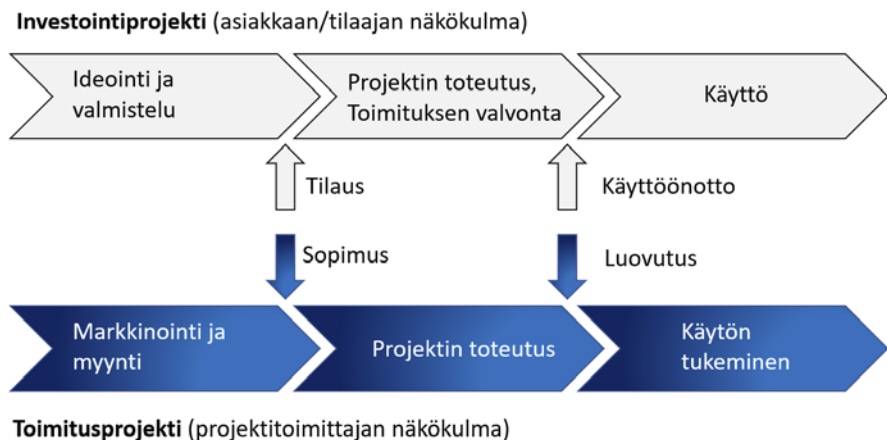 Investointiprojekti (asiakkaan/tilaajan näkökulma)
Ideointi ja
valmistelu
Projektin toteutus,
Toimituksen valvonta
Käyttö
Tilaus
Käyttöönotto
Sopimus
Luovutus
Markkinointi ja
myynti
Projektin toteutus
Käytön
tukeminen
Toimitusprojekti (projektitoimittajan näkökulma)